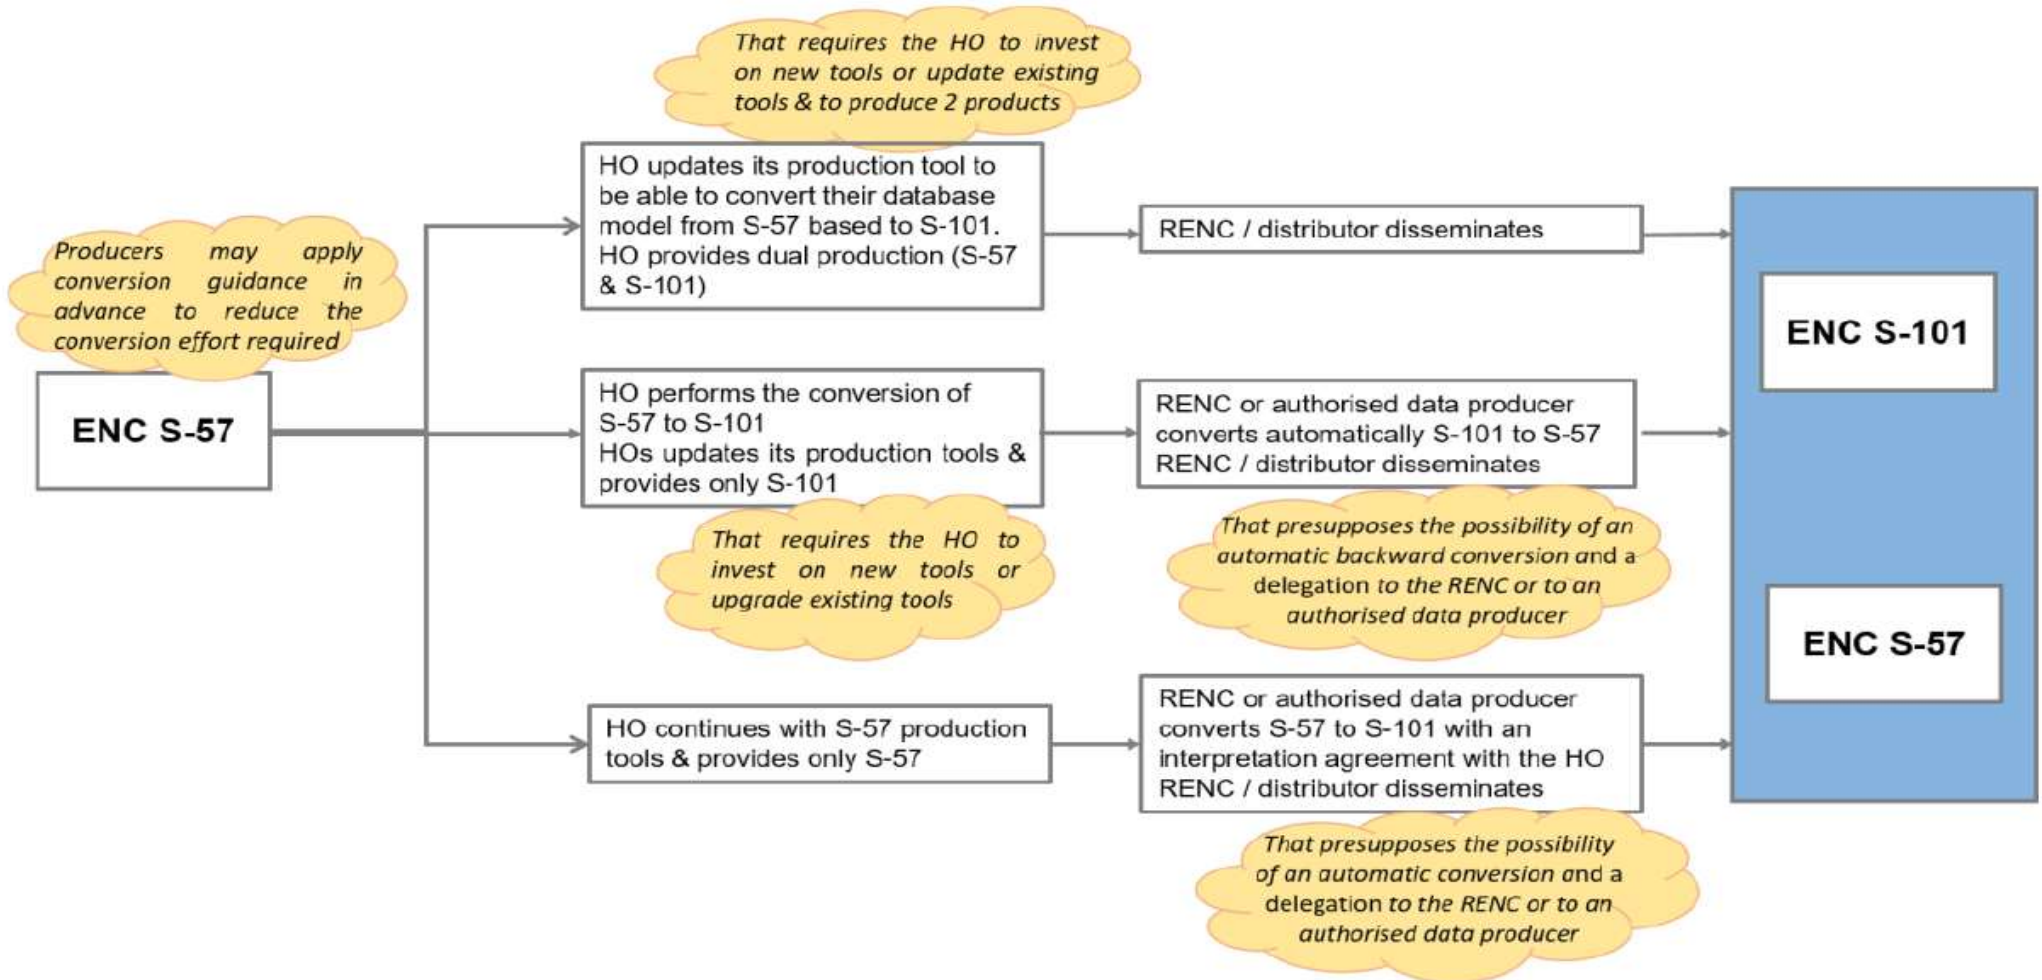 That requires the HO to invest
on new tools or update existing
tools & to produce 2 products
HO updates its production tool to
be able to convert their database
model from S-57 based to S-101.
HO provides dual production (S-57
& S-101)
RENC / distributor disseminates
Producers may apply
conversion guidance in
advance to reduce the
conversion effort required
ENC S-57
HO performs the conversion of
S-57 to S-101
HOs updates its production tools &
provides only S-101
RENC or authorised data producer
converts automatically S-101 to S-57
RENC / distributor disseminates
That requires the HO to
invest on new tools or
upgrade existing tools
That presupposes the possibility of an
automatic backward conversion and a
delegation to the RENC or to an
authorised data producer
HO continues with S-57 production
tools & provides only S-57
RENC or authorised data producer
converts S-57 to S-101 with an
interpretation agreement with the HO
RENC / distributor disseminates
That presupposes the possibility
of an automatic conversion and a
delegation to the RENC or to an
authorised data producer
ENC S-101
ENC S-57